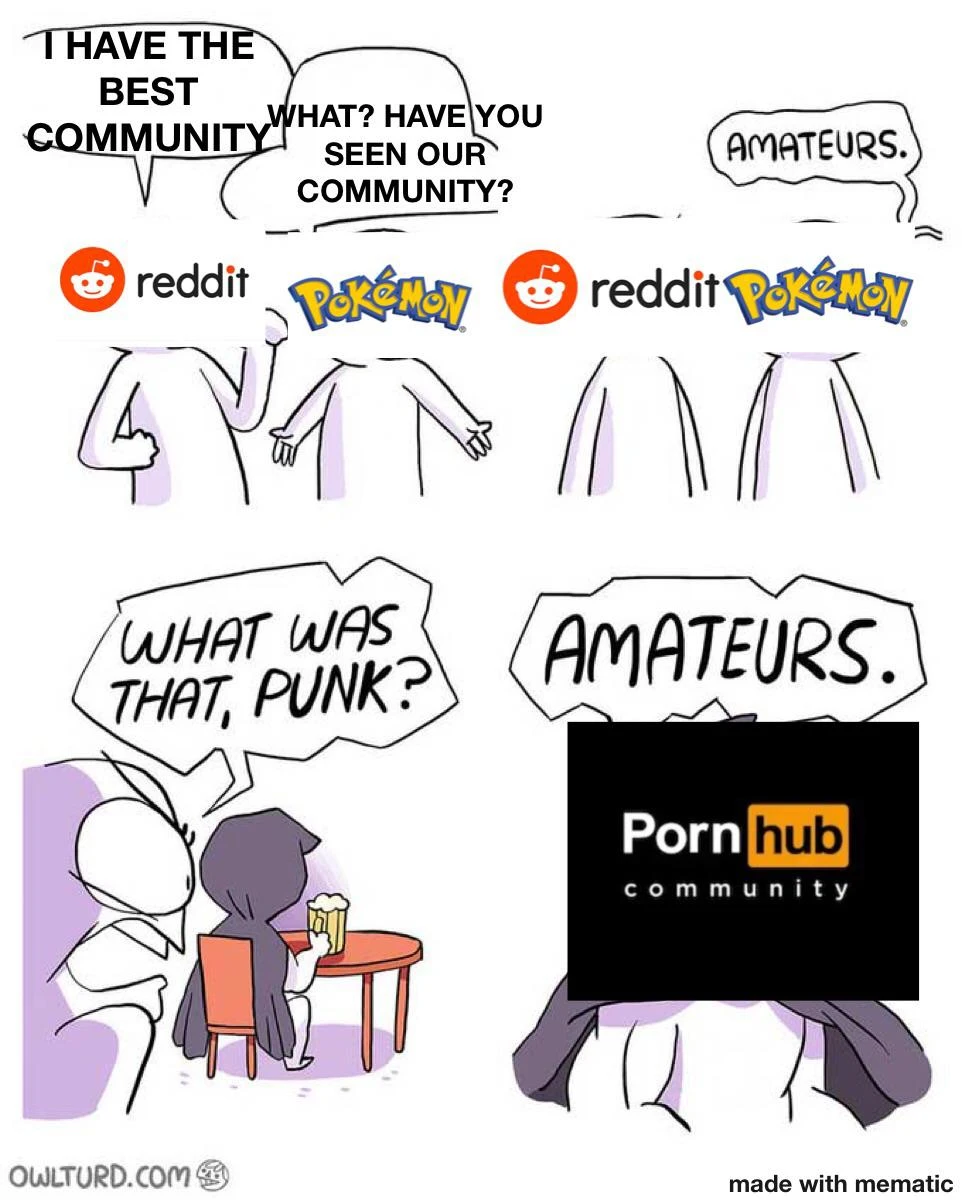 I HAVE THE
BEST
COMMUNITY
WHAT? HAVE YOU
SEEN OUR
COMMUNITY?
AMATEURS.
reddit
POKéMON
®
reddit
POKéMON
®
WHAT WAS
THAT, PUNK?
AMATEURS.
Porn hub
community
OWLTURD.COM
made with mematic